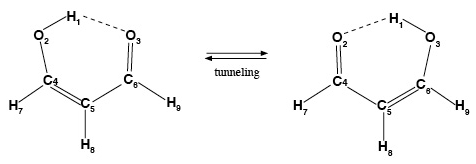 H₁
O₂ O₃
C₄ C₆
C₅
H₇ H₉
H₈
tunneling
H₁
O₂ O₃
C₄ C₆
C₅
H₇ H₉
H₈